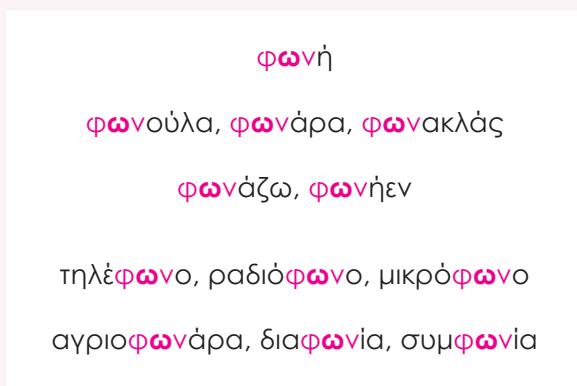 φωνή
φωνούλα, φωνάρα, φωνακλάς
φωνάζω, φωνήεν
τηλέφωνο, ραδιόφωνο, μικρόφωνο
αγριοφωνάρα, διαφωνία, συμφωνία